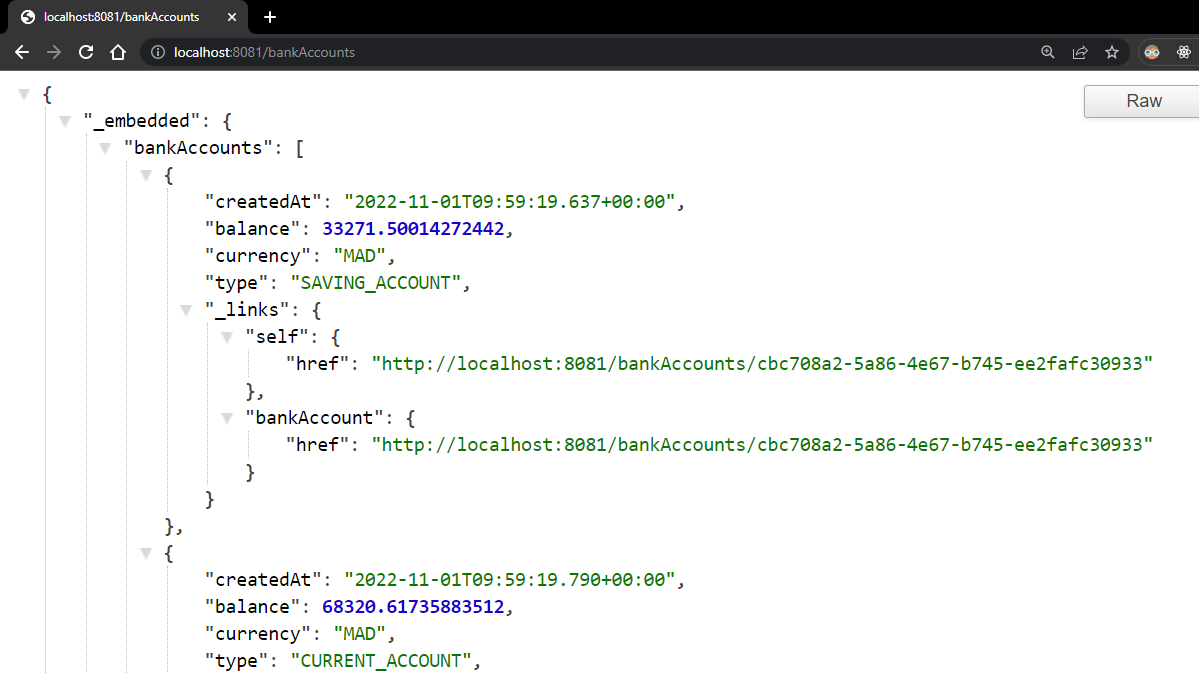 localhost:8081/bankAccounts
localhost:8081/bankAccounts
Raw
{
"_embedded": {
"bankAccounts": [
{
"createdAt": "2022-11-01T09:59:19.637+00:00",
"balance": 33271.50014272442,
"currency": "MAD",
"type": "SAVING_ACCOUNT",
"_links": {
"self": {
"href": "http://localhost:8081/bankAccounts/cbc708a2-5a86-4e67-b745-ee2fafc30933"
},
"bankAccount": {
"href": "http://localhost:8081/bankAccounts/cbc708a2-5a86-4e67-b745-ee2fafc30933"
}
}
},
{
"createdAt": "2022-11-01T09:59:19.790+00:00",
"balance": 68320.61735883512,
"currency": "MAD",
"type": "CURRENT_ACCOUNT",